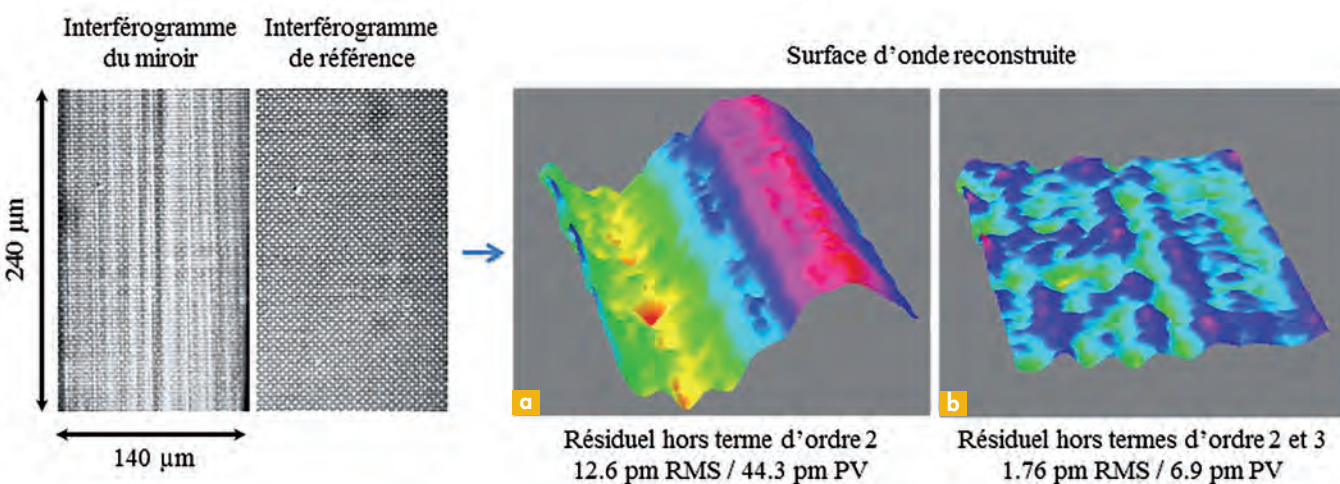 Interférogramme
du miroir
Interférogramme
de référence
Surface d'onde reconstruite
240 µm
140 µm
a
Résiduel hors terme d'ordre 2
12.6 pm RMS / 44.3 pm PV
b
Résiduel hors termes d'ordre 2 et 3
1.76 pm RMS / 6.9 pm PV